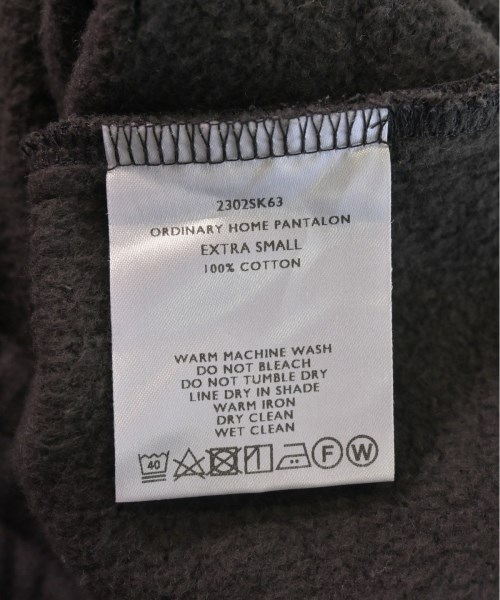 2302SK63
ORDINARY HOME PANTALON
EXTRA SMALL
100% COTTON
WARM MACHINE WASH
DO NOT BLEACH
DO NOT TUMBLE DRY
LINE DRY IN SHADE
WARM IRON
DRY CLEAN
WET CLEAN
40 F W